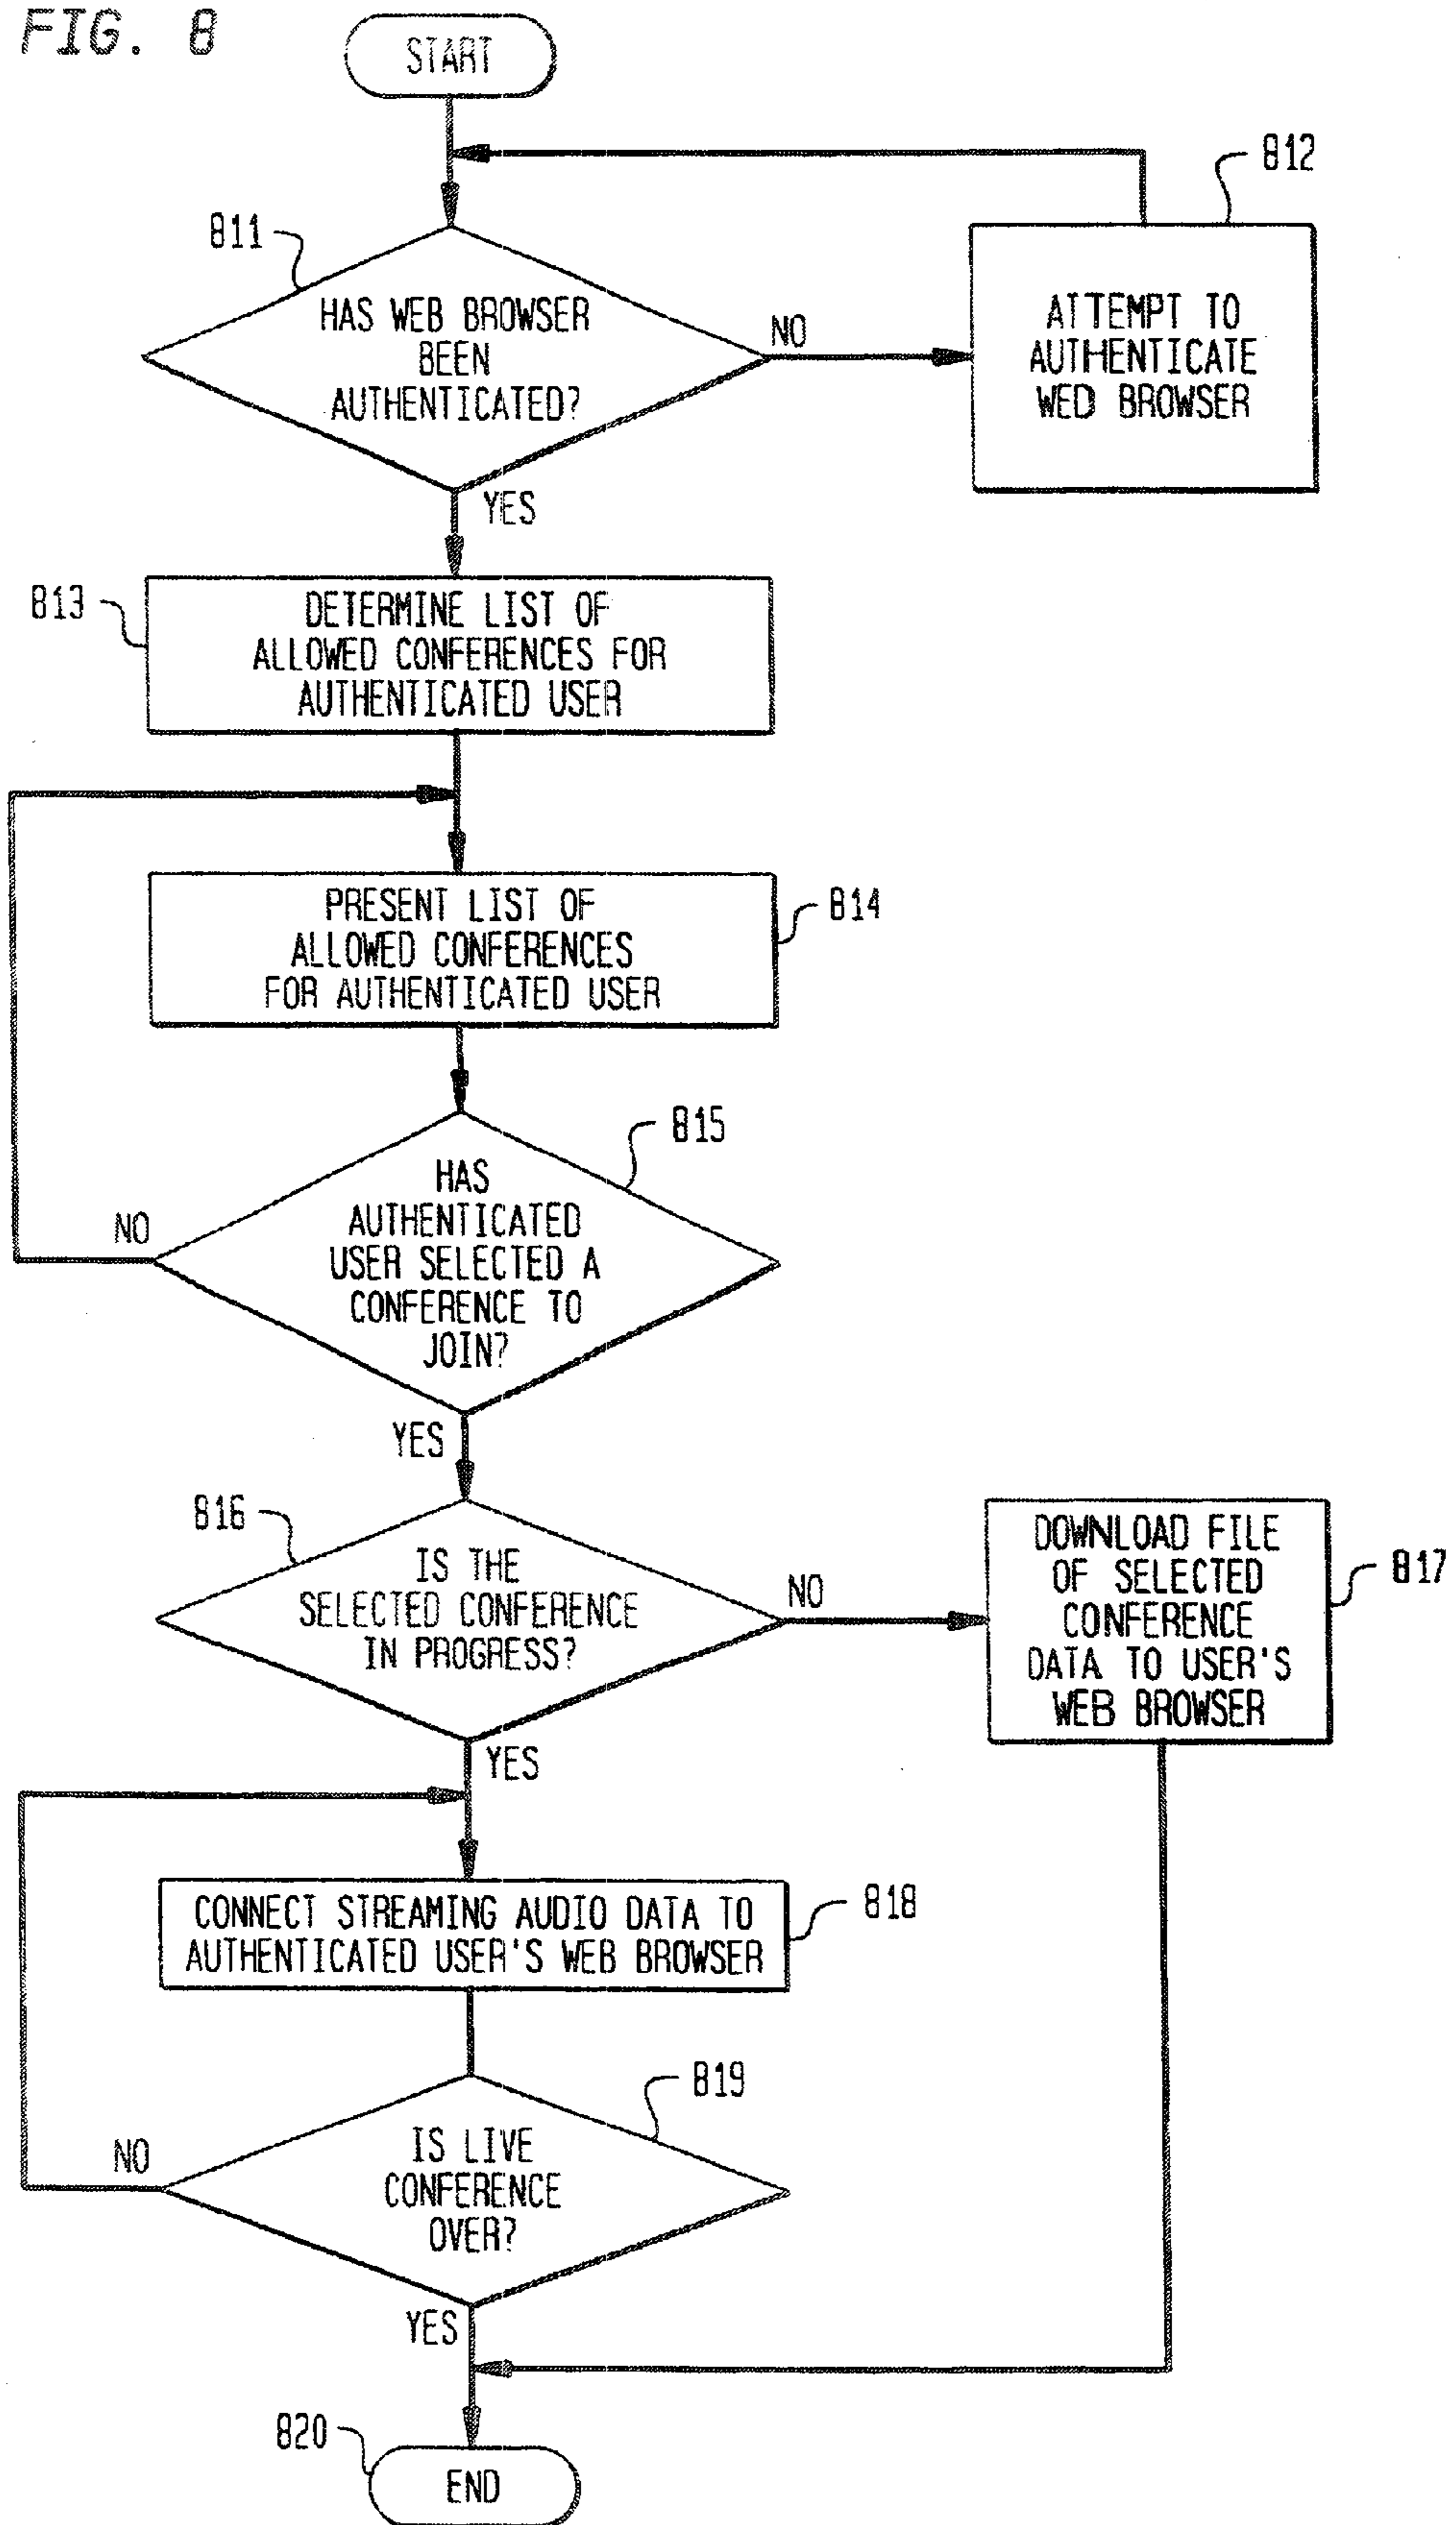 FIG. 8
START
812
811
HAS WEB BROWSER
BEEN
AUTHENTICATED?
NO
ATTEMPT TO
AUTHENTICATE
WED BROWSER
YES
813
DETERMINE LIST OF
ALLOWED CONFERENCES FOR
AUTHENTICATED USER
PRESENT LIST OF
ALLOWED CONFERENCES
FOR AUTHENTICATED USER
814
815
HAS
AUTHENTICATED
USER SELECTED A
CONFERENCE TO
JOIN?
NO
YES
816
IS THE
SELECTED CONFERENCE
IN PROGRESS?
NO
DOWNLOAD FILE
OF SELECTED
CONFERENCE
DATA TO USER'S
WEB BROWSER
817
YES
CONNECT STREAMING AUDIO DATA TO
AUTHENTICATED USER'S WEB BROWSER
818
819
IS LIVE
CONFERENCE
OVER?
NO
YES
820
END